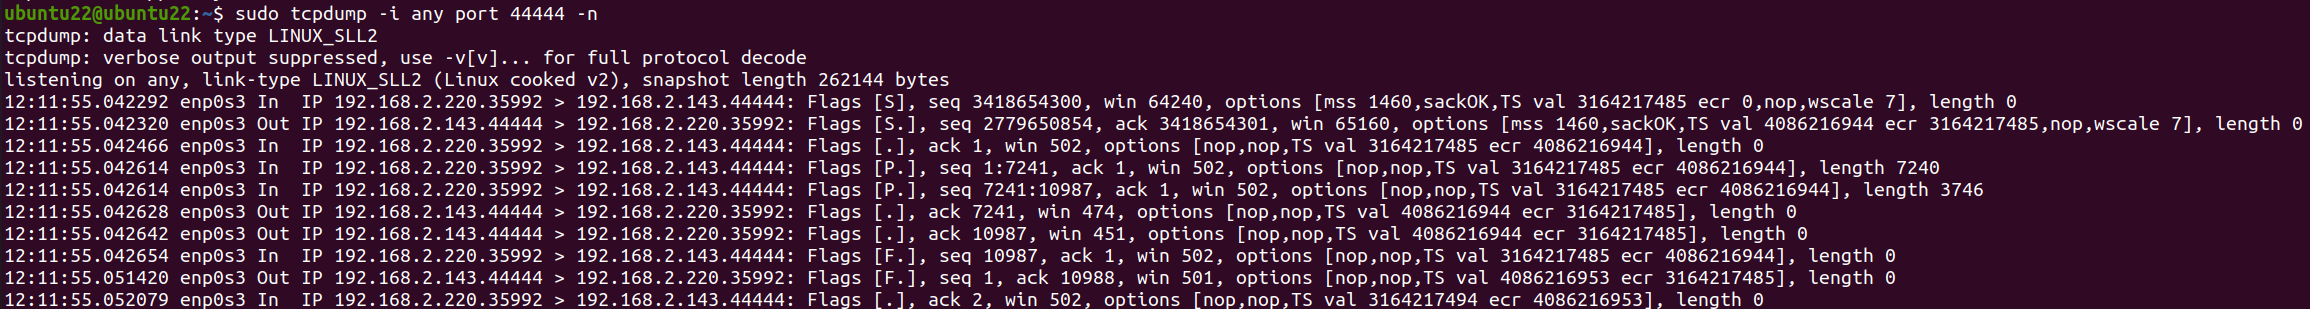 ubuntu22@ubuntu22:~$ sudo tcpdump -i any port 44444 -n
tcpdump: data link type LINUX_SLL2
tcpdump: verbose output suppressed, use -v[v]... for full protocol decode
listening on any, link-type LINUX_SLL2 (Linux cooked v2), snapshot length 262144 bytes
12:11:55.042292 enp0s3 In  IP 192.168.2.220.35992 > 192.168.2.143.44444: Flags [S], seq 3418654300, win 64240, options [mss 1460,sackOK,TS val 3164217485 ecr 0,nop,wscale 7], length 0
12:11:55.042320 enp0s3 Out IP 192.168.2.143.44444 > 192.168.2.220.35992: Flags [S.], seq 2779650854, ack 3418654301, win 65160, options [mss 1460,sackOK,TS val 4086216944 ecr 3164217485,nop,wscale 7], length 0
12:11:55.042466 enp0s3 In  IP 192.168.2.220.35992 > 192.168.2.143.44444: Flags [.], ack 1, win 502, options [nop,nop,TS val 3164217485 ecr 4086216944], length 0
12:11:55.042614 enp0s3 In  IP 192.168.2.220.35992 > 192.168.2.143.44444: Flags [P.], seq 1:7241, ack 1, win 502, options [nop,nop,TS val 3164217485 ecr 4086216944], length 7240
12:11:55.042614 enp0s3 In  IP 192.168.2.220.35992 > 192.168.2.143.44444: Flags [P.], seq 7241:10987, ack 1, win 502, options [nop,nop,TS val 3164217485 ecr 4086216944], length 3746
12:11:55.042628 enp0s3 Out IP 192.168.2.143.44444 > 192.168.2.220.35992: Flags [.], ack 7241, win 474, options [nop,nop,TS val 4086216944 ecr 3164217485], length 0
12:11:55.042642 enp0s3 Out IP 192.168.2.143.44444 > 192.168.2.220.35992: Flags [.], ack 10987, win 451, options [nop,nop,TS val 4086216944 ecr 3164217485], length 0
12:11:55.042654 enp0s3 In  IP 192.168.2.220.35992 > 192.168.2.143.44444: Flags [F.], seq 10987, ack 1, win 502, options [nop,nop,TS val 3164217485 ecr 4086216944], length 0
12:11:55.051420 enp0s3 Out IP 192.168.2.143.44444 > 192.168.2.220.35992: Flags [F.], seq 1, ack 10988, win 501, options [nop,nop,TS val 4086216953 ecr 3164217485], length 0
12:11:55.052079 enp0s3 In  IP 192.168.2.220.35992 > 192.168.2.143.44444: Flags [.], ack 2, win 502, options [nop,nop,TS val 3164217494 ecr 4086216953], length 0